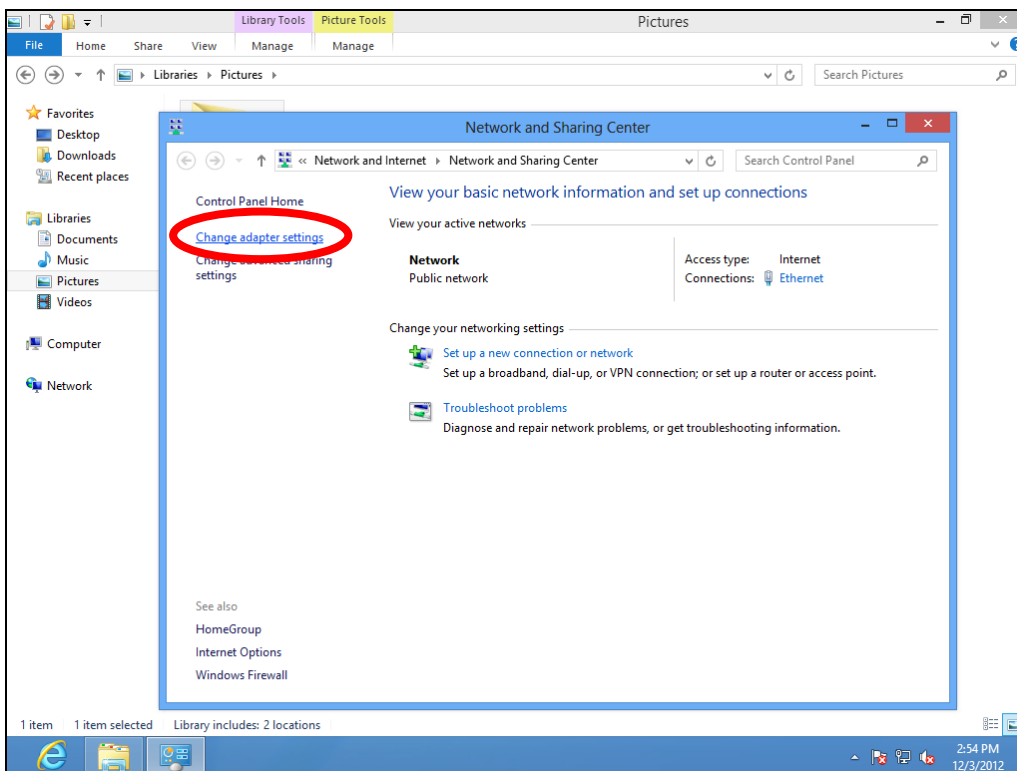 Library Tools Picture Tools Pictures
File Home Share View Manage Manage
Libraries Pictures Search Pictures
Favorites
Desktop
Downloads
Recent places
Libraries
Documents
Music
Pictures
Videos
Computer
Network
Network and Sharing Center
« Network and Internet Network and Sharing Center Search Control Panel
Control Panel Home
Change adapter settings
Change advanced sharing
settings
View your basic network information and set up connections
View your active networks
Network
Public network
Access type: Internet
Connections: Ethernet
Change your networking settings
Set up a new connection or network
Set up a broadband, dial-up, or VPN connection; or set up a router or access point.
Troubleshoot problems
Diagnose and repair network problems, or get troubleshooting information.
See also
HomeGroup
Internet Options
Windows Firewall
1 item 1 item selected Library includes: 2 locations
2:54 PM
12/3/2012